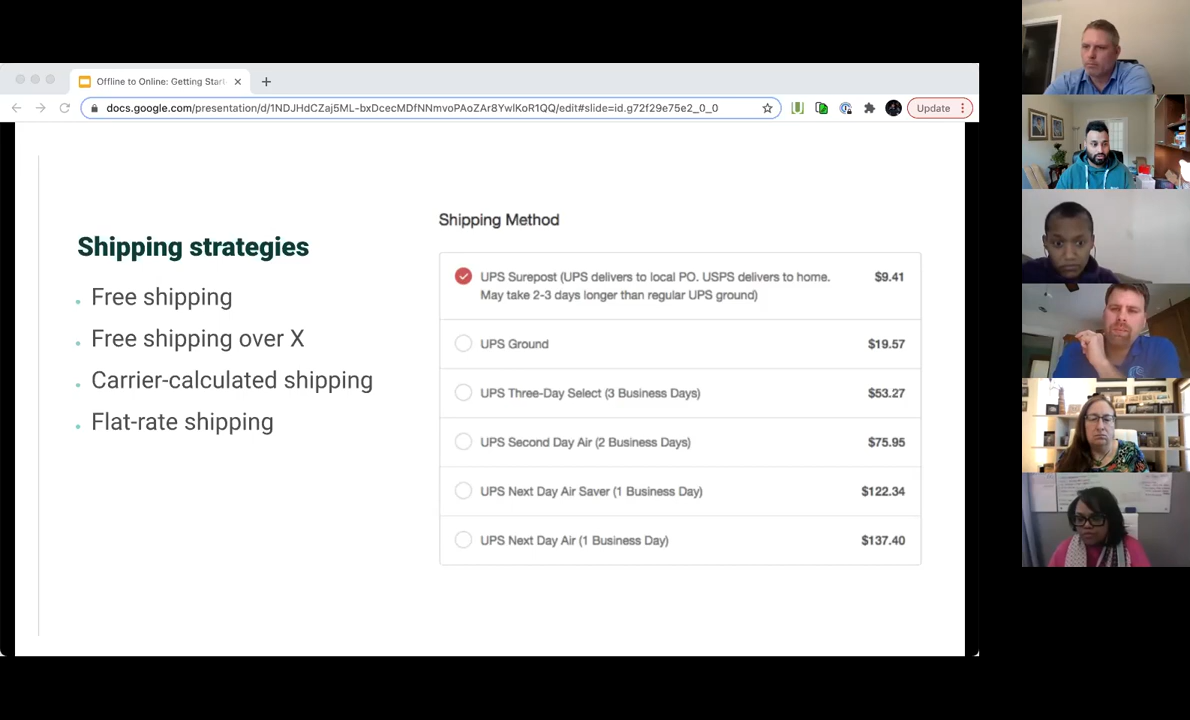 Offline to Online: Getting Star
docs.google.com/presentation/d/1NDJHdCZaj5ML-bxDcecMDfNNmvoPAoZAr8YwlKoR1QQ/edit#slide=id.g72f29e75e2_0_0
Update
Shipping strategies
Free shipping
Free shipping over X
Carrier-calculated shipping
Flat-rate shipping
Shipping Method
UPS Surepost (UPS delivers to local PO. USPS delivers to home. $9.41
May take 2-3 days longer than regular UPS ground)
UPS Ground $19.57
UPS Three-Day Select (3 Business Days) $53.27
UPS Second Day Air (2 Business Days) $75.95
UPS Next Day Air Saver (1 Business Day) $122.34
UPS Next Day Air (1 Business Day) $137.40